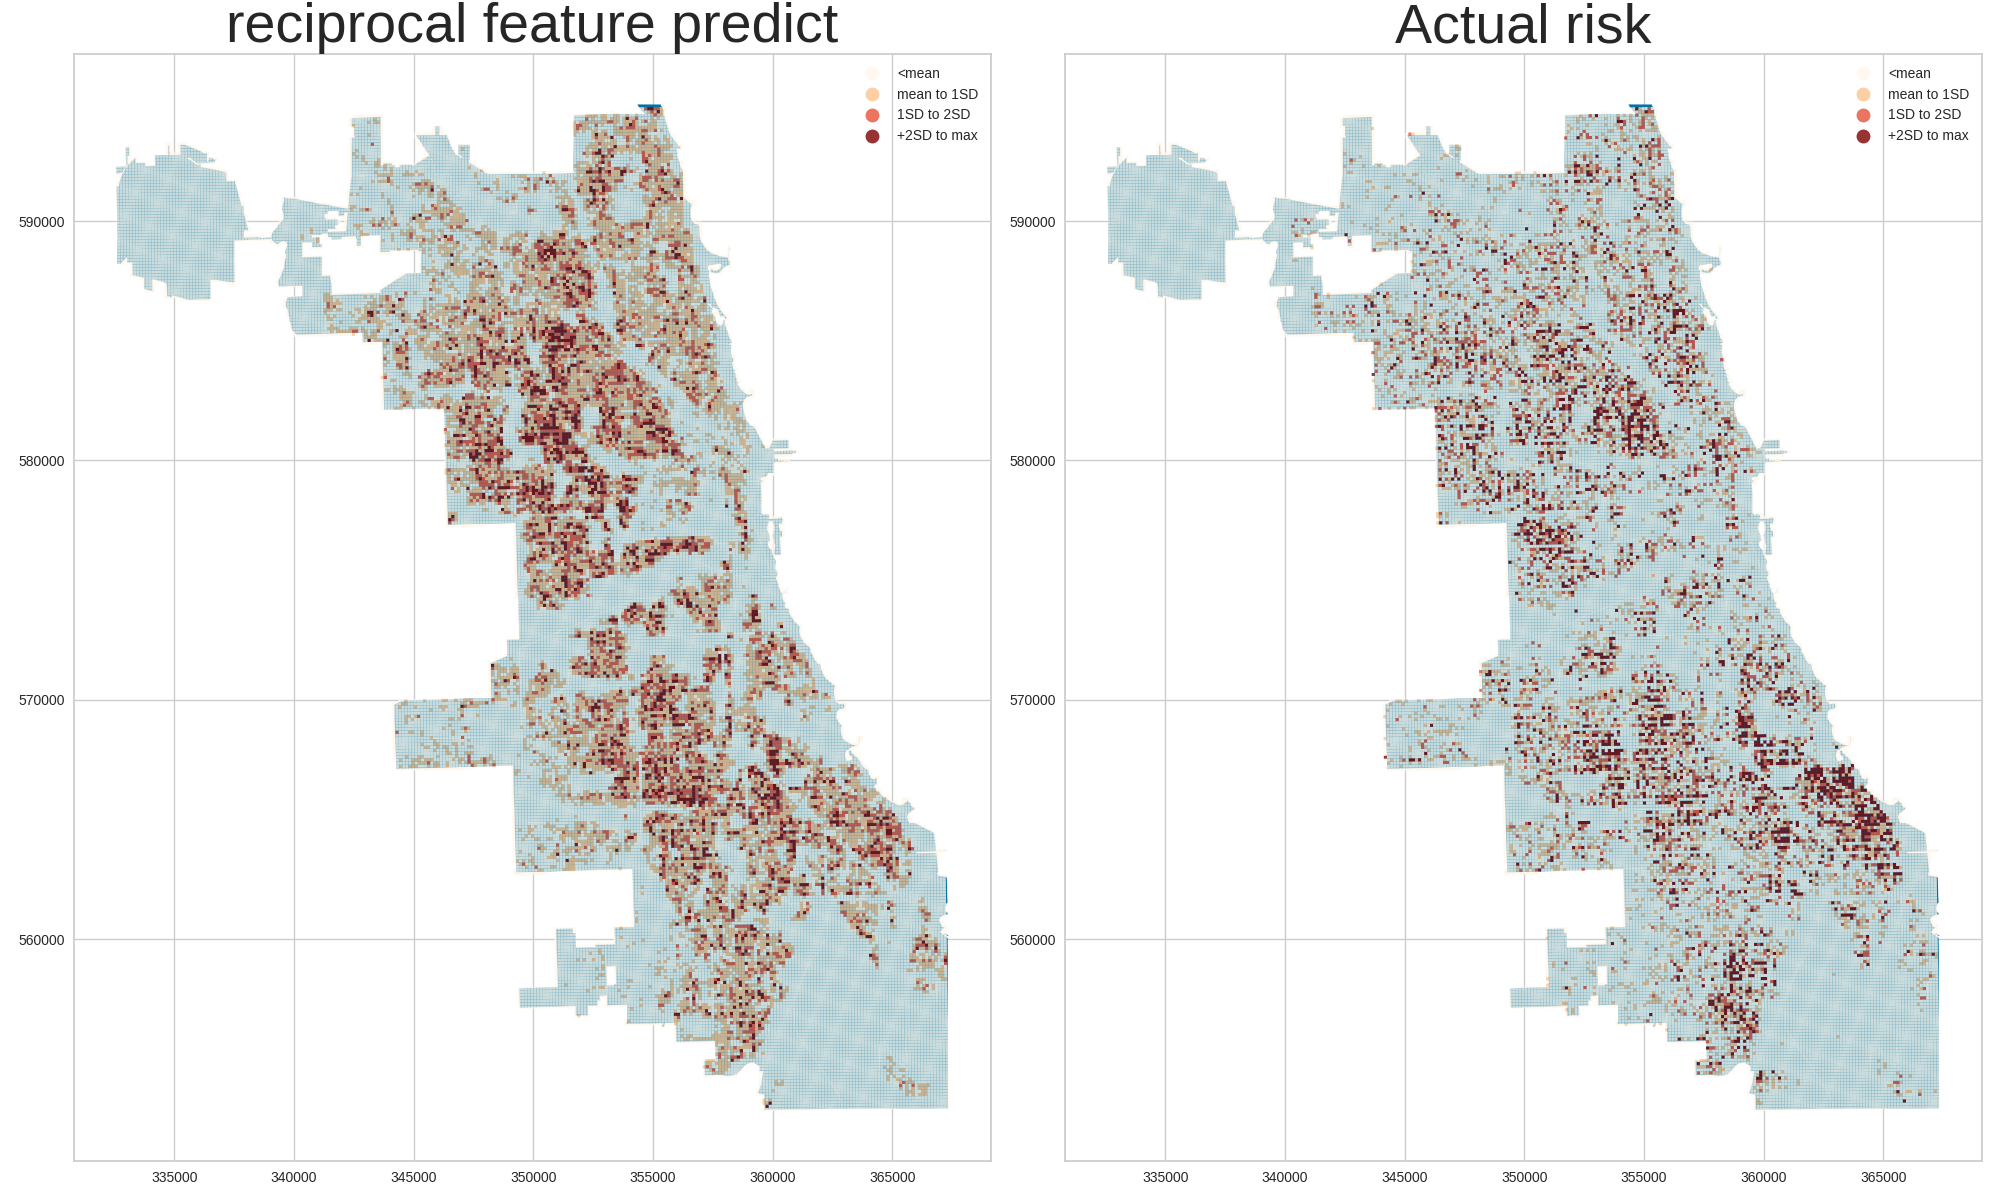 reciprocal feature predict
<mean
mean to 1SD
1SD to 2SD
+2SD to max
590000
580000
570000
560000
335000 340000 345000 350000 355000 360000 365000
Actual risk
<mean
mean to 1SD
1SD to 2SD
+2SD to max
590000
580000
570000
560000
335000 340000 345000 350000 355000 360000 365000